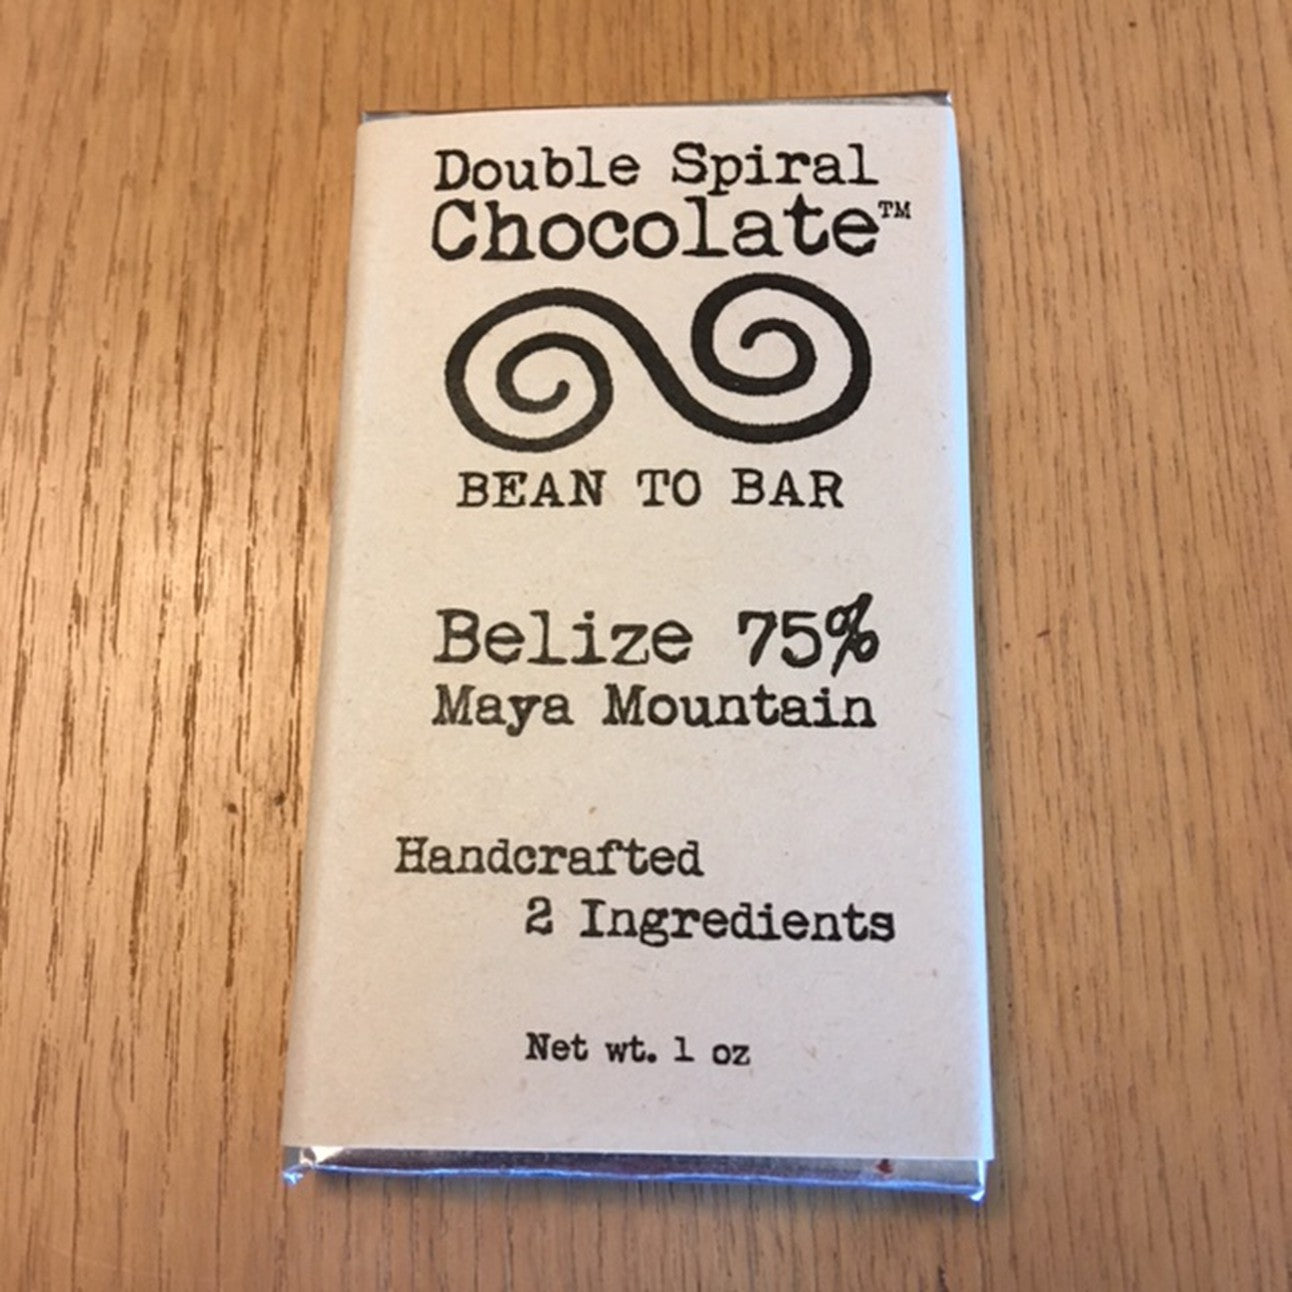 Double Spiral
Chocolate™
BEAN TO BAR
Belize 75%
Maya Mountain
Handcrafted
2 Ingredients
Net wt. 1 oz